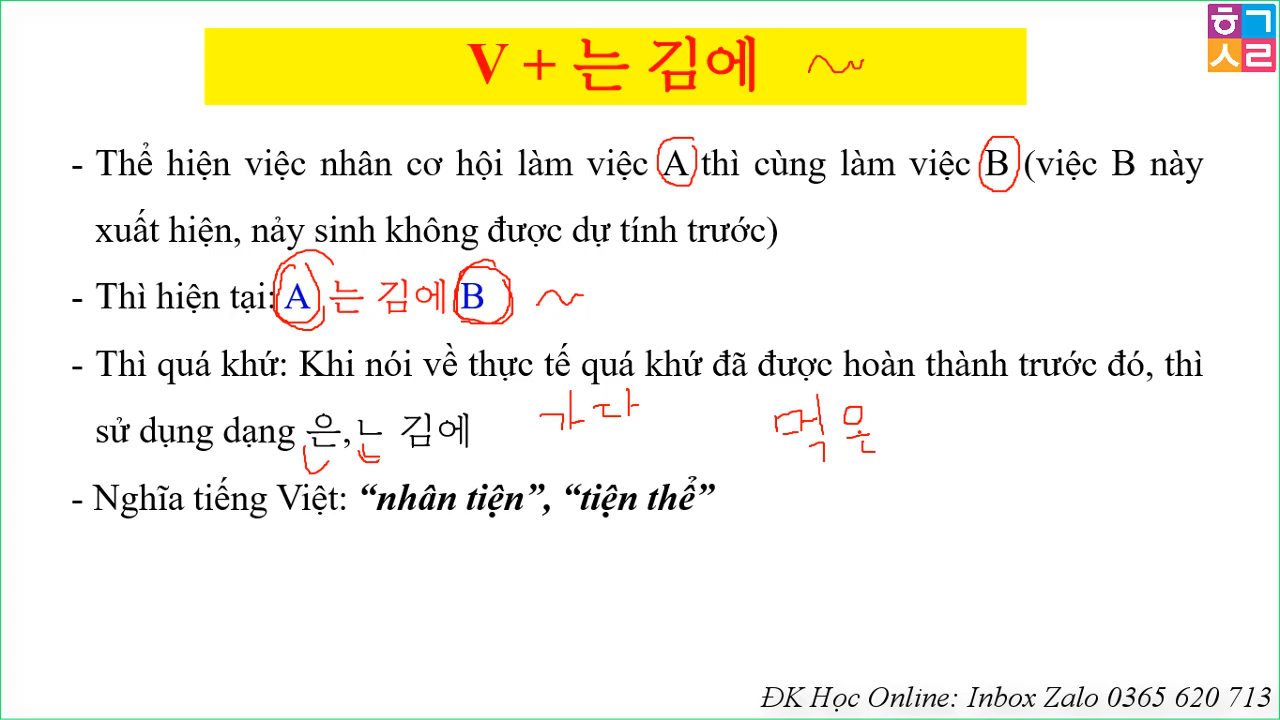 ㅎㄱ
ㅅㄹ
V + 는 김에
- Thể hiện việc nhân cơ hội làm việc A thì cùng làm việc B (việc B này
xuất hiện, nảy sinh không được dự tính trước)
- Thì hiện tại: A 는 김에 B
- Thì quá khứ: Khi nói về thực tế quá khứ đã được hoàn thành trước đó, thì
sử dụng dạng 은,ㄴ 김에
가다 먹은
- Nghĩa tiếng Việt: “nhân tiện”, “tiện thể”
ĐK Học Online: Inbox Zalo 0365 620 713